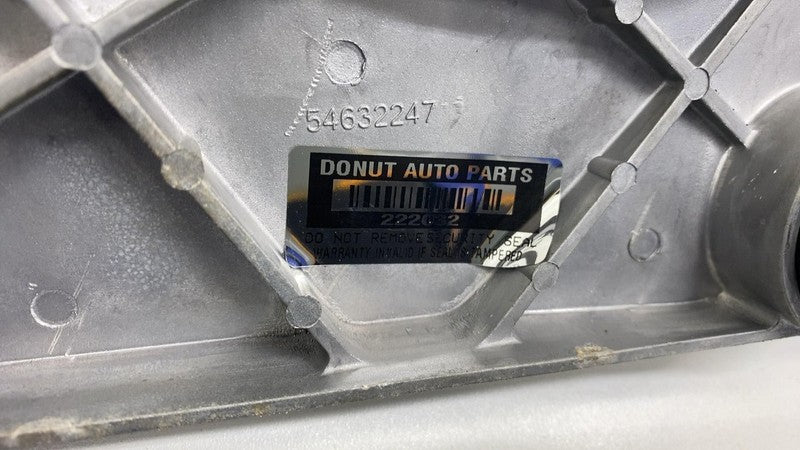 54632247
DONUT AUTO PARTS
DO NOT REMOVE SECURITY SEAL
WARRANTY INVALID IF SEAL IS TAMPERED